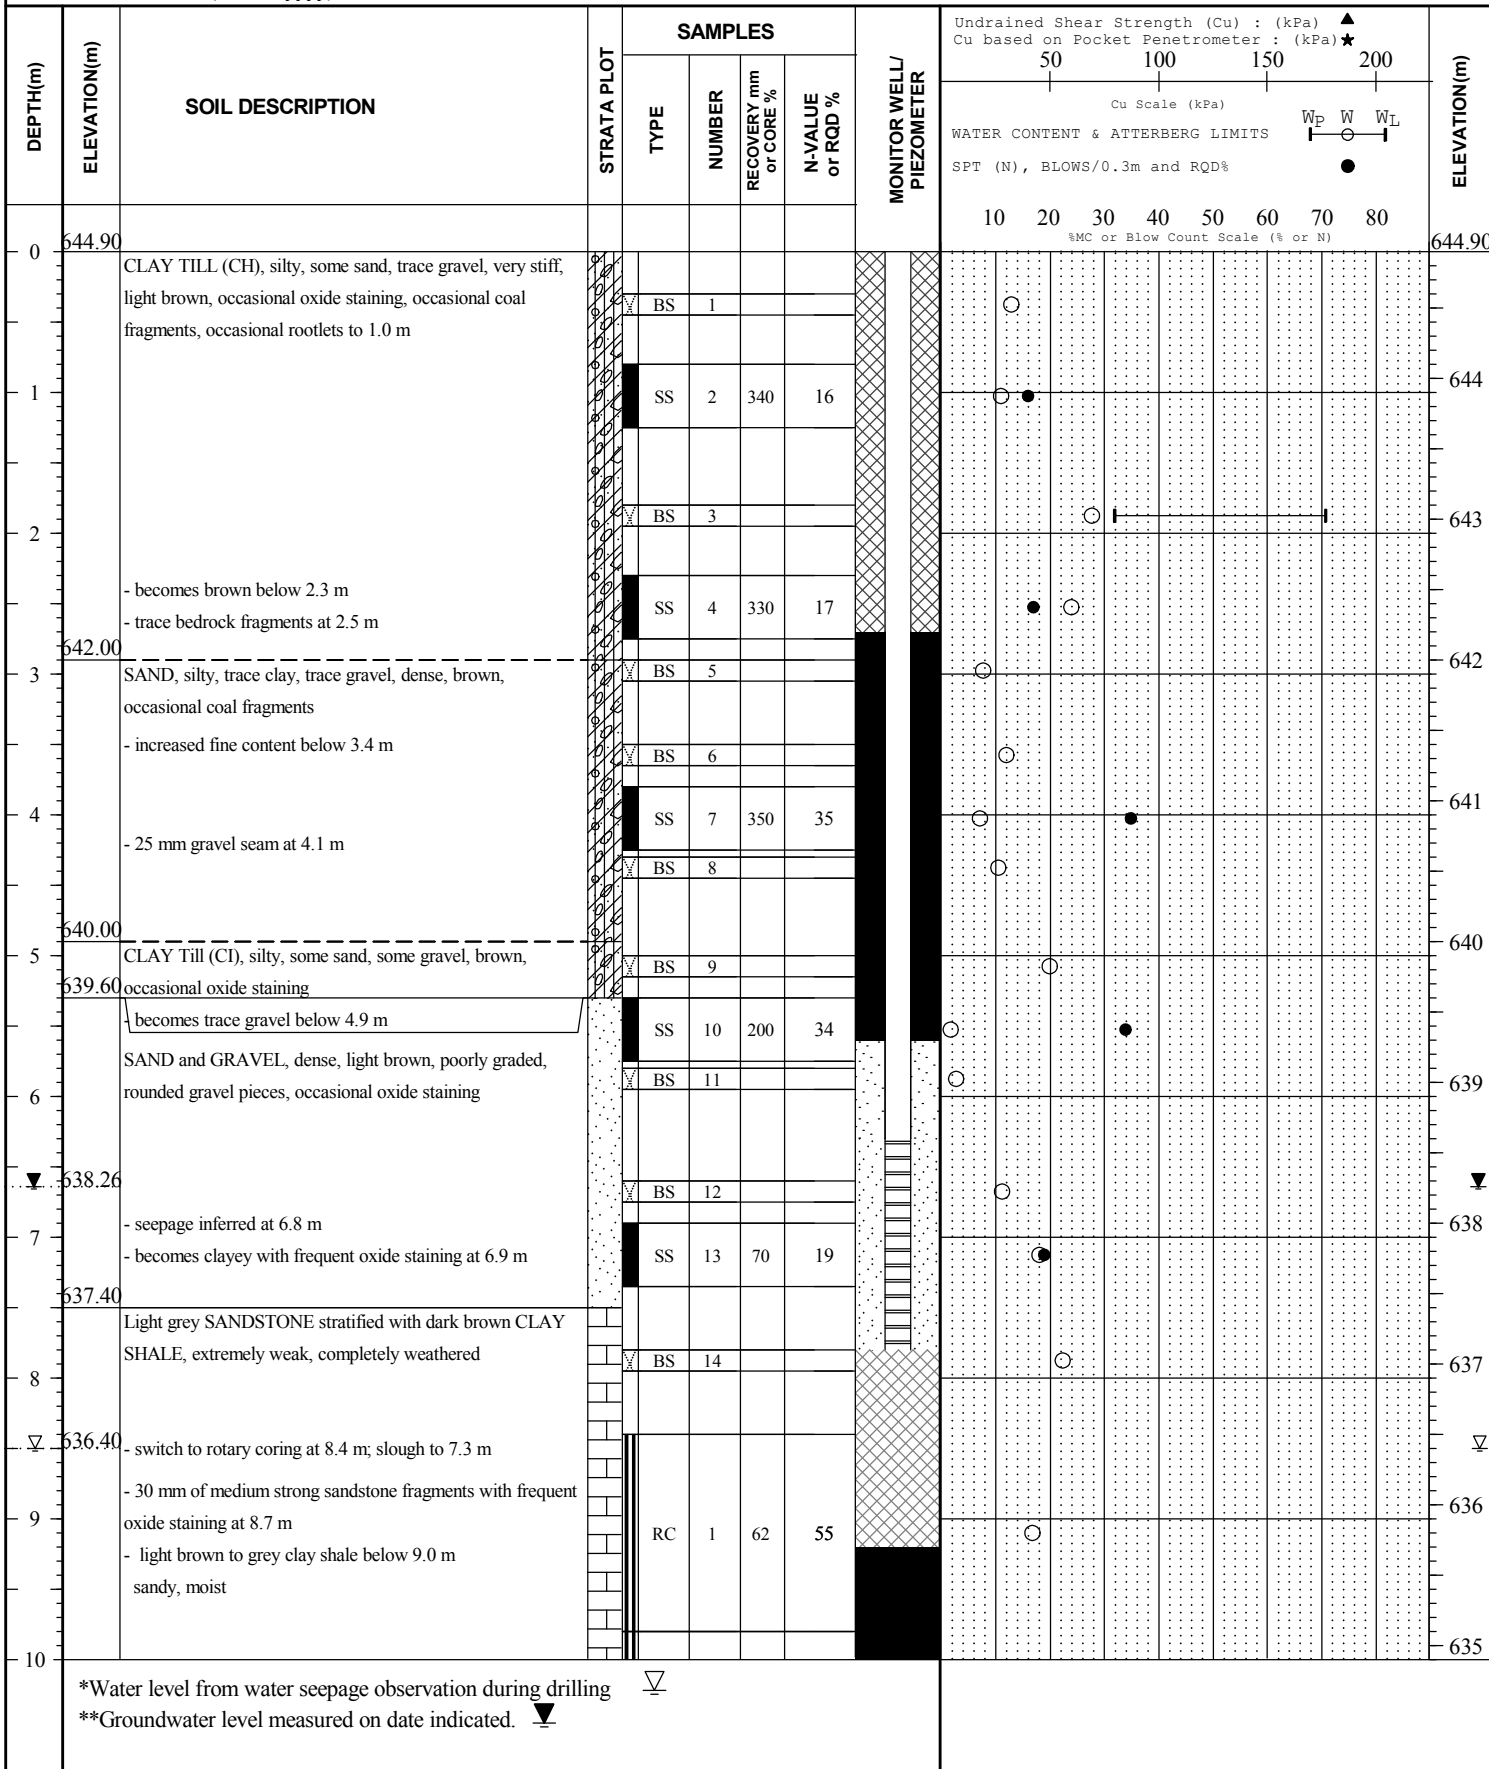 Undrained Shear Strength (Cu) : (kPa)
Cu based on Pocket Penetrometer : (kPa)
50 100 150 200
Cu Scale (kPa)
WATER CONTENT & ATTERBERG LIMITS
WP W WL
SPT (N), BLOWS/0.3m and RQD%
10 20 30 40 50 60 70 80
%MC or Blow Count Scale (% or N)
DEPTH(m)
ELEVATION(m)
SOIL DESCRIPTION
STRATA PLOT
SAMPLES
TYPE
NUMBER
RECOVERY mm
or CORE %
N-VALUE
or RQD %
MONITOR WELL/
PIEZOMETER
ELEVATION(m)
0 644.90 644.90
CLAY TILL (CH), silty, some sand, trace gravel, very stiff,
light brown, occasional oxide staining, occasional coal
fragments, occasional rootlets to 1.0 m
BS 1
644
1 SS 2 340 16
BS 3
643
2
- becomes brown below 2.3 m
SS 4 330 17
- trace bedrock fragments at 2.5 m
642.00
642
3
SAND, silty, trace clay, trace gravel, dense, brown,
occasional coal fragments
BS 5
- increased fine content below 3.4 m
BS 6
641
4 SS 7 350 35
- 25 mm gravel seam at 4.1 m
BS 8
640.00
640
5
CLAY Till (CI), silty, some sand, some gravel, brown,
occasional oxide staining
BS 9
639.60
- becomes trace gravel below 4.9 m
SS 10 200 34
SAND and GRAVEL, dense, light brown, poorly graded,
rounded gravel pieces, occasional oxide staining
BS 11
639
6
638.26
BS 12
- seepage inferred at 6.8 m
638
7
- becomes clayey with frequent oxide staining at 6.9 m
SS 13 70 19
637.40
Light grey SANDSTONE stratified with dark brown CLAY
SHALE, extremely weak, completely weathered
BS 14
637
8
636.40
- switch to rotary coring at 8.4 m; slough to 7.3 m
- 30 mm of medium strong sandstone fragments with frequent
oxide staining at 8.7 m
636
9
RC 1 62 55
- light brown to grey clay shale below 9.0 m
sandy, moist
635
10
*Water level from water seepage observation during drilling
**Groundwater level measured on date indicated.